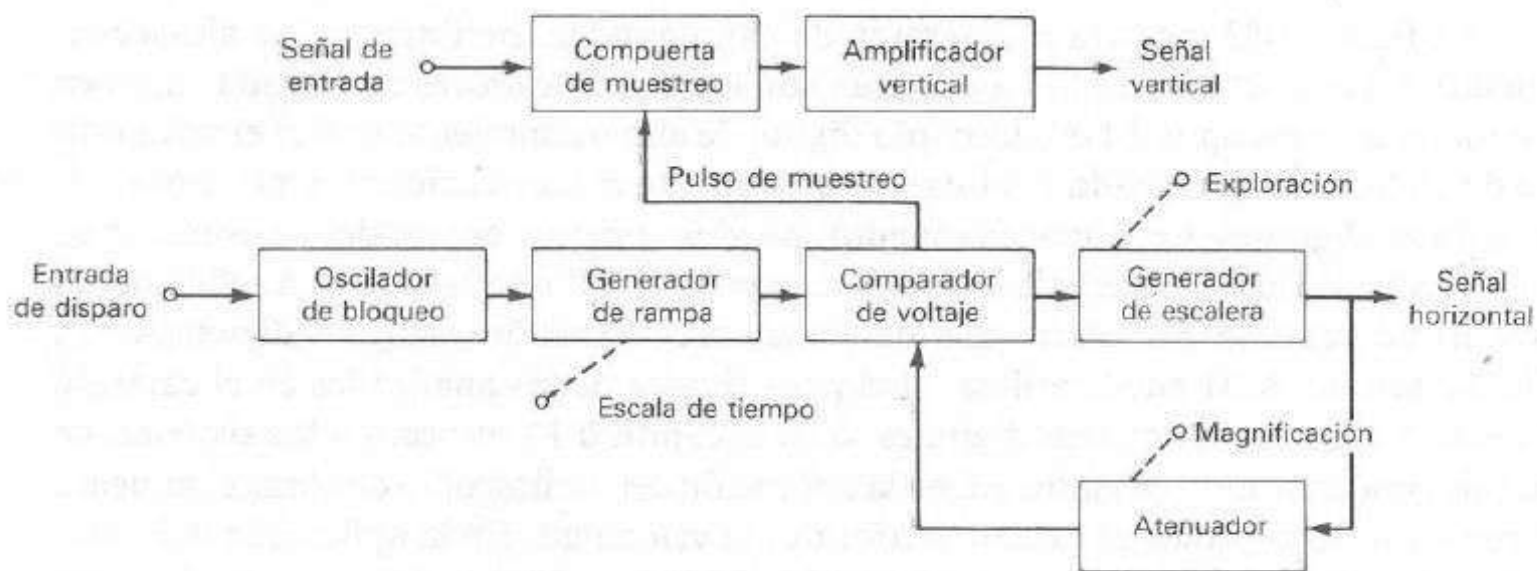 Señal de
entrada
Compuerta
de muestreo
Amplificador
vertical
Señal
vertical
Pulso de muestreo
Exploración
Entrada
de disparo
Oscilador
de bloqueo
Generador
de rampa
Comparador
de voltaje
Generador
de escalera
Señal
horizontal
Escala de tiempo
Magnificación
Atenuador